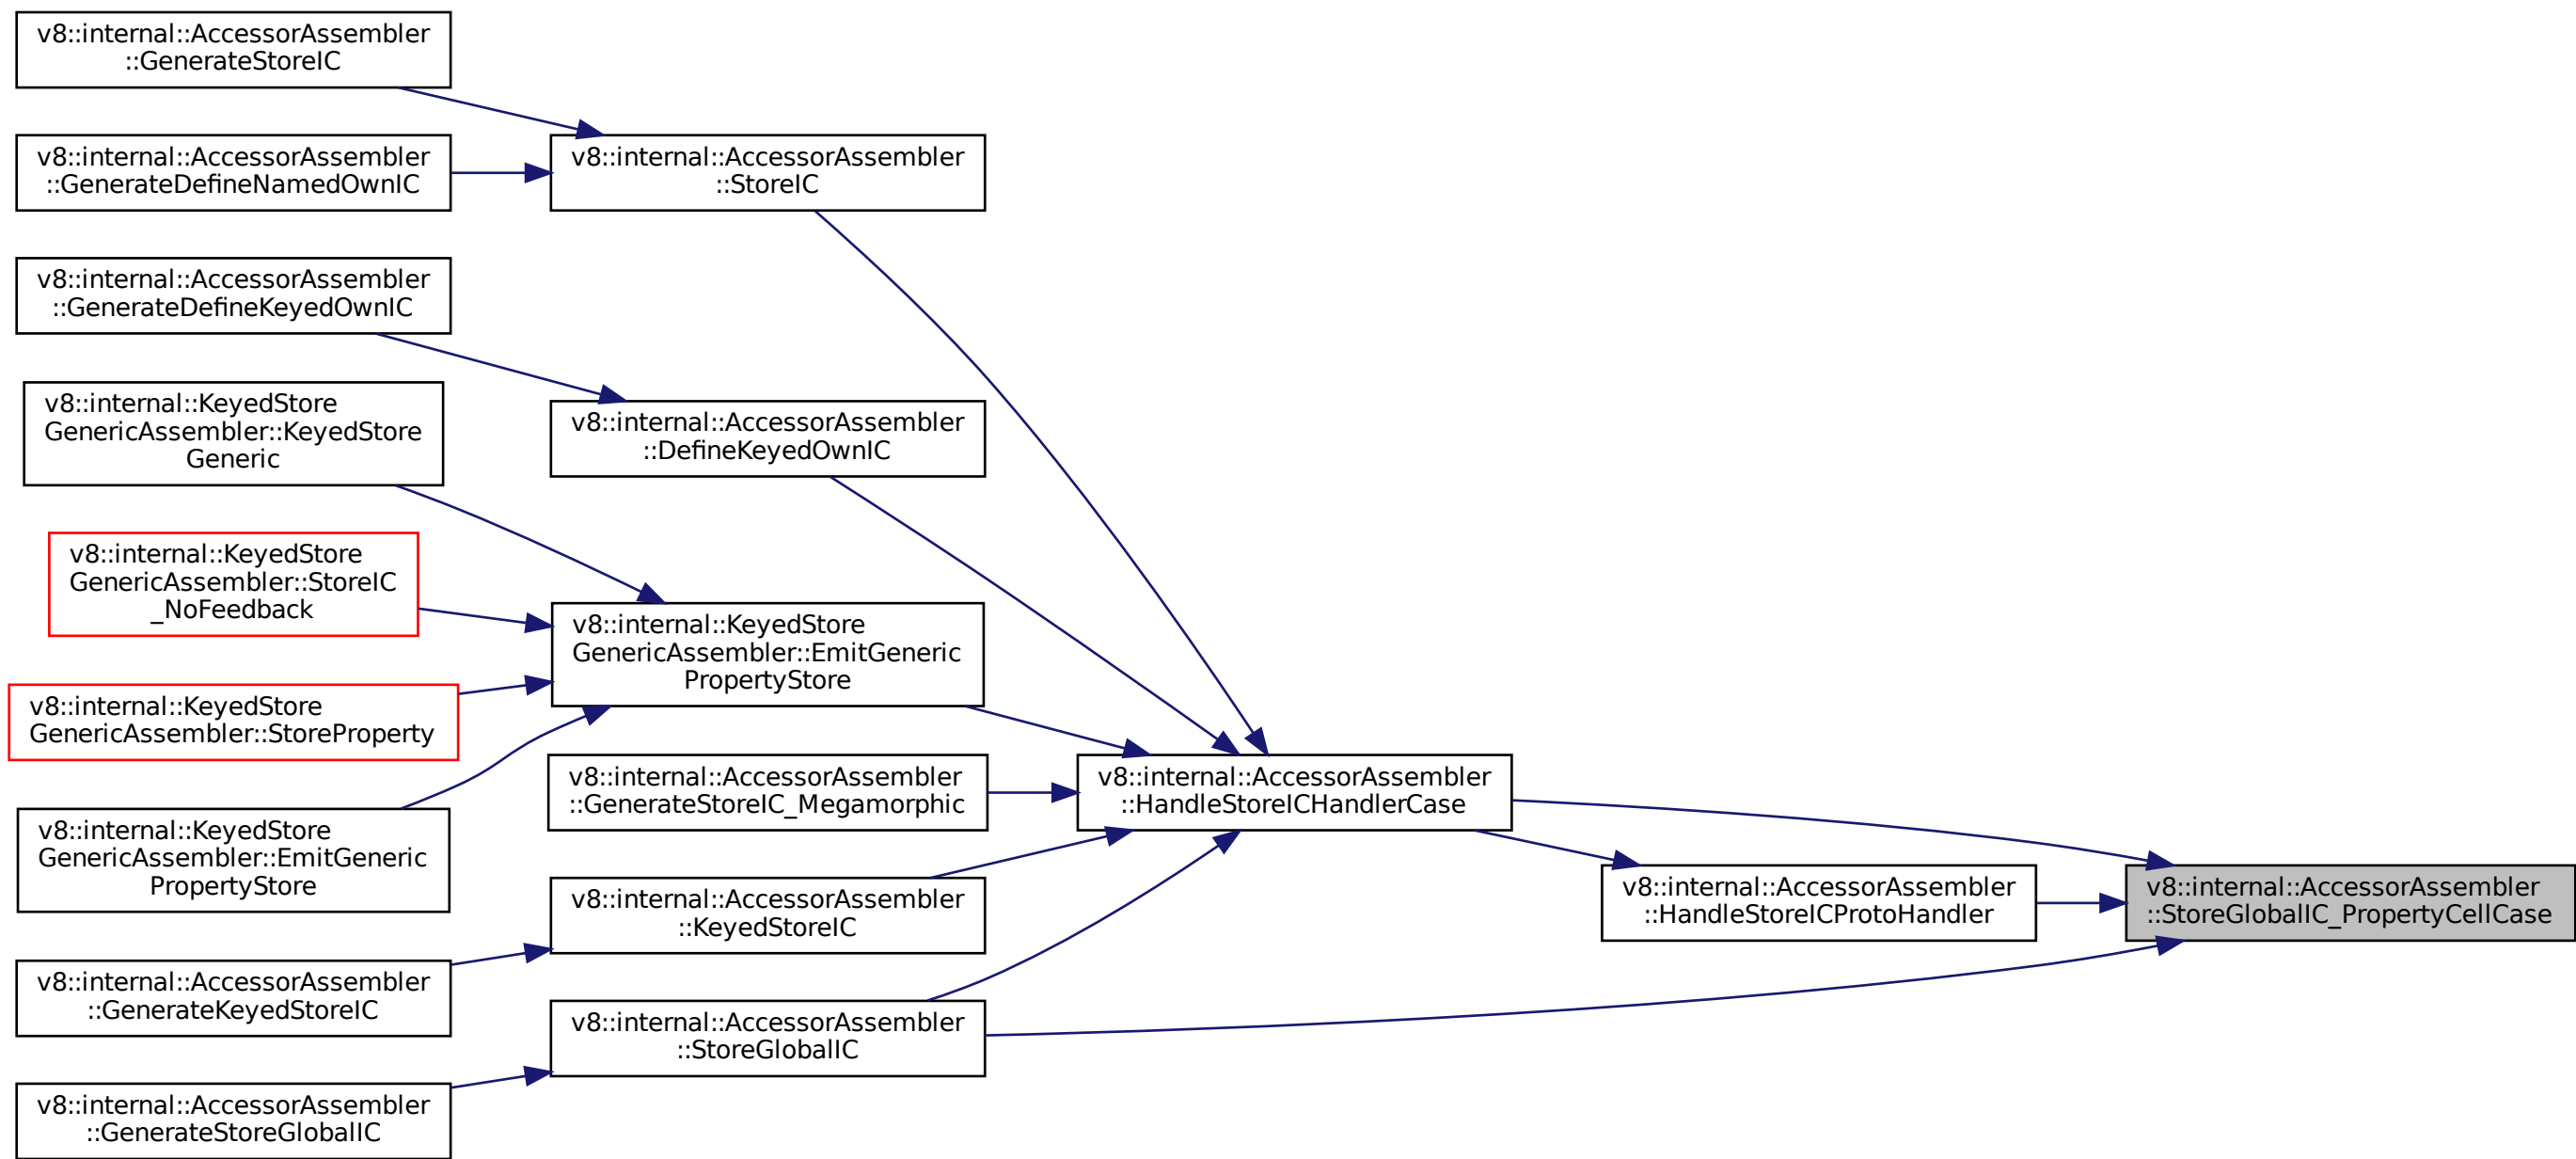 v8::internal::AccessorAssembler
::GenerateStoreIC
v8::internal::AccessorAssembler
::GenerateDefineNamedOwnIC
v8::internal::AccessorAssembler
::GenerateDefineKeyedOwnIC
v8::internal::KeyedStore
GenericAssembler::KeyedStore
Generic
v8::internal::KeyedStore
GenericAssembler::StoreIC
_NoFeedback
v8::internal::KeyedStore
GenericAssembler::StoreProperty
v8::internal::KeyedStore
GenericAssembler::EmitGeneric
PropertyStore
v8::internal::AccessorAssembler
::GenerateKeyedStoreIC
v8::internal::AccessorAssembler
::GenerateStoreGlobalIC
v8::internal::AccessorAssembler
::StoreIC
v8::internal::AccessorAssembler
::DefineKeyedOwnIC
v8::internal::KeyedStore
GenericAssembler::EmitGeneric
PropertyStore
v8::internal::AccessorAssembler
::GenerateStoreIC_Megamorphic
v8::internal::AccessorAssembler
::KeyedStoreIC
v8::internal::AccessorAssembler
::StoreGlobalIC
v8::internal::AccessorAssembler
::HandleStoreICHandlerCase
v8::internal::AccessorAssembler
::HandleStoreICProtoHandler
v8::internal::AccessorAssembler
::StoreGlobalIC_PropertyCellCase